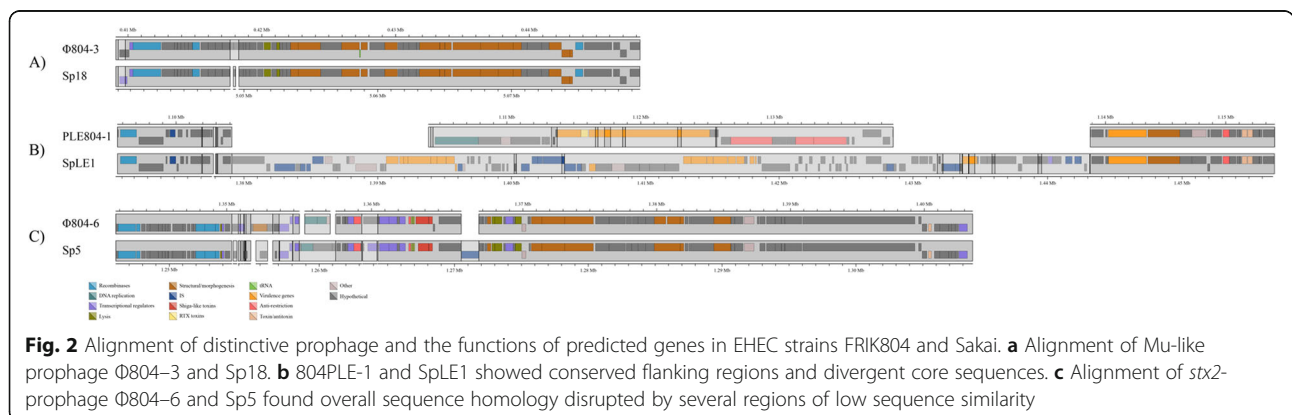 0.41 Mb 0.42 Mb 0.43 Mb 0.44 Mb
A)
Φ804-3
Sp18
5.05 Mb 5.06 Mb 5.07 Mb
1.10 Mb 1.11 Mb 1.12 Mb 1.13 Mb 1.14 Mb 1.15 Mb
B)
PLE804-1
SpLE1
1.38 Mb 1.39 Mb 1.40 Mb 1.41 Mb 1.42 Mb 1.43 Mb 1.44 Mb 1.45 Mb
1.35 Mb 1.36 Mb 1.37 Mb 1.38 Mb 1.39 Mb 1.40 Mb
C)
Φ804-6
Sp5
1.25 Mb 1.26 Mb 1.27 Mb 1.28 Mb 1.29 Mb 1.30 Mb
Recombinases Structural/morphogenesis tRNA Other
DNA replication IS Virulence genes Hypothetical
Transcriptional regulators Shiga-like toxins Anti-restriction
Lysis RTX toxins Toxin/antitoxin
Fig. 2 Alignment of distinctive prophage and the functions of predicted genes in EHEC strains FRIK804 and Sakai. a Alignment of Mu-like
prophage Φ804–3 and Sp18. b 804PLE-1 and SpLE1 showed conserved flanking regions and divergent core sequences. c Alignment of stx2-
prophage Φ804–6 and Sp5 found overall sequence homology disrupted by several regions of low sequence similarity